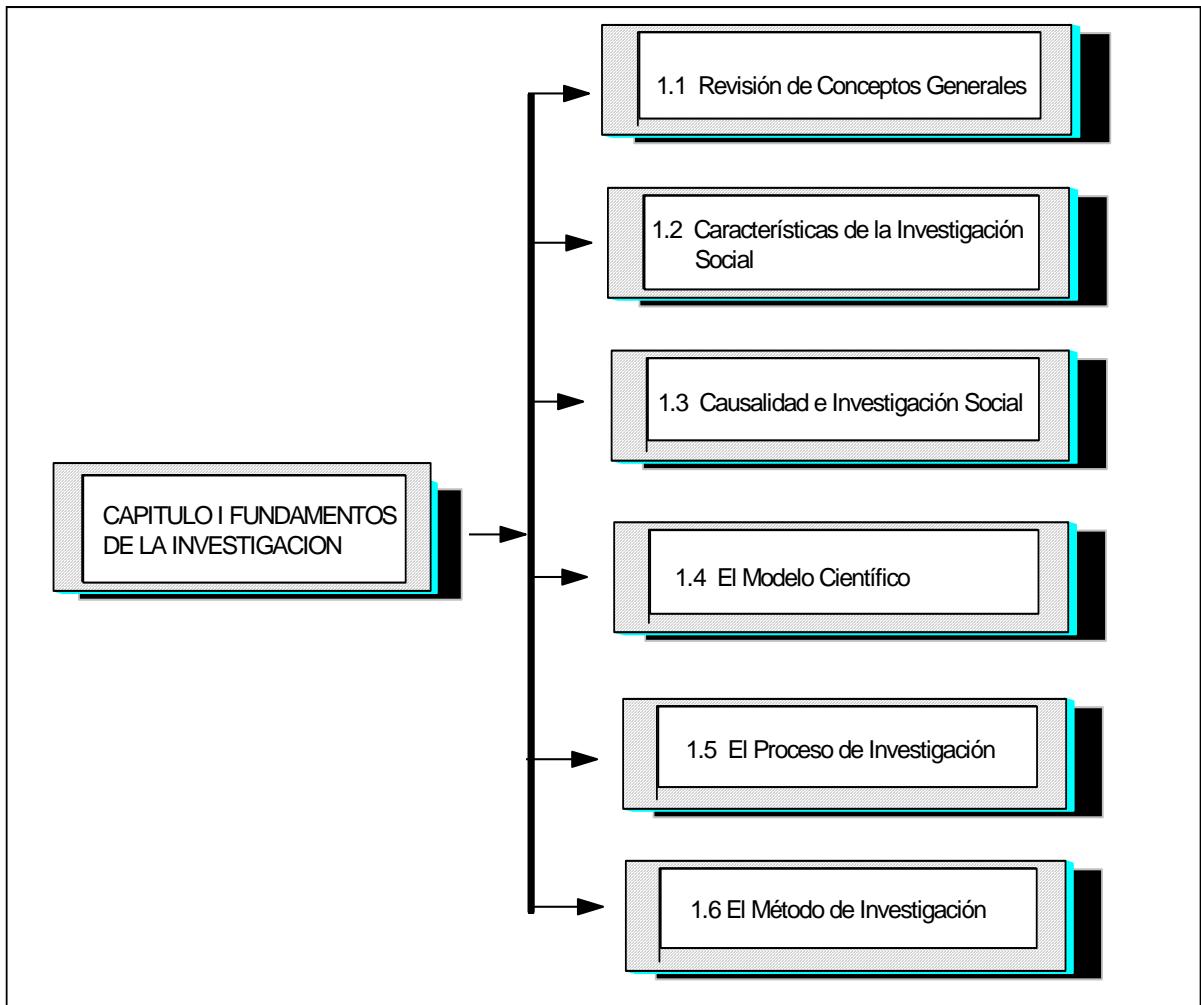 1.1 Revisión de Conceptos Generales
1.2 Características de la Investigación
Social
1.3 Causalidad e Investigación Social
CAPITULO I FUNDAMENTOS
DE LA INVESTIGACION
1.4 El Modelo Científico
1.5 El Proceso de Investigación
1.6 El Método de Investigación